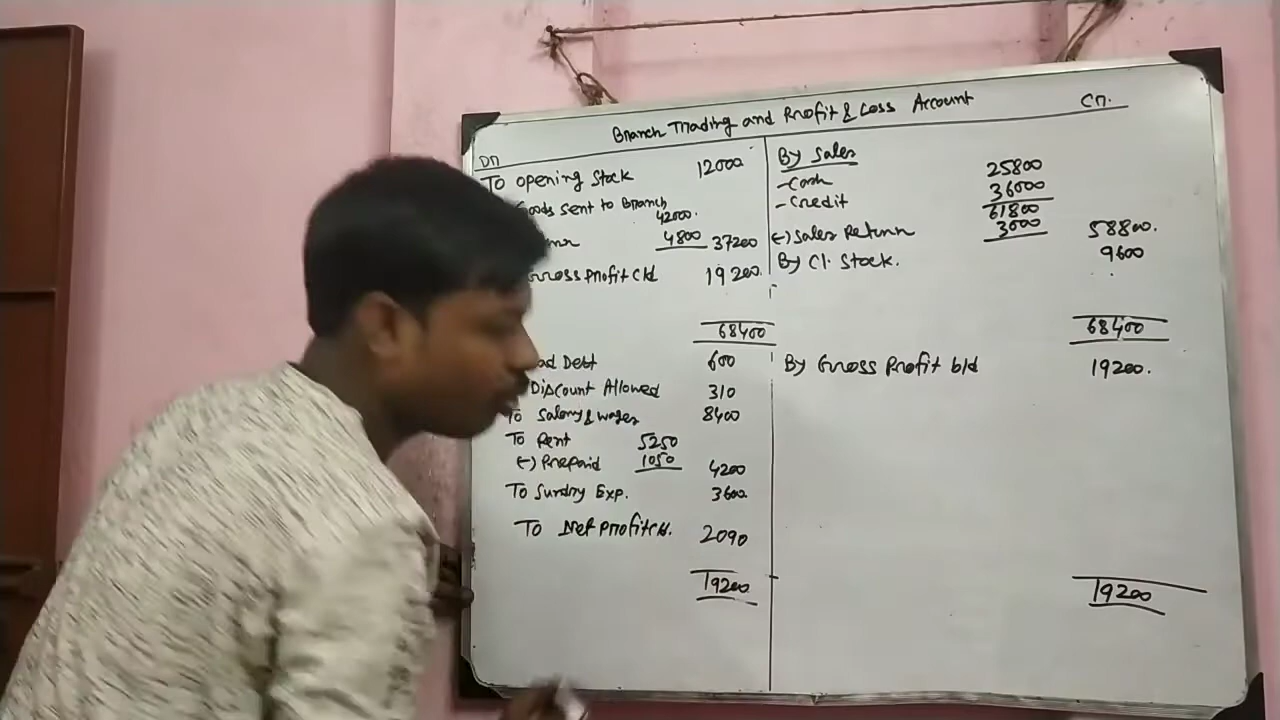 Branch Trading and Profit & Loss Account Cr.
Dr
To opening Stock 12000
Goods Sent to Branch
42000.
4800 37200
Gross Profit C/d 19200.
68400
Debt 600
Discount Allowed 310
To Salary & wages 8400
To Rent 5250
(-) Prepaid 1050 4200
To Sundry Exp. 3600
To Net Profit c/d. 2090
19200
By Sales
-Cash 25800
-Credit 36000
61800
(-) Sales Return 3000 58800.
By Cl. Stock. 9600
68400
By Gross Profit b/d 19200.
19200